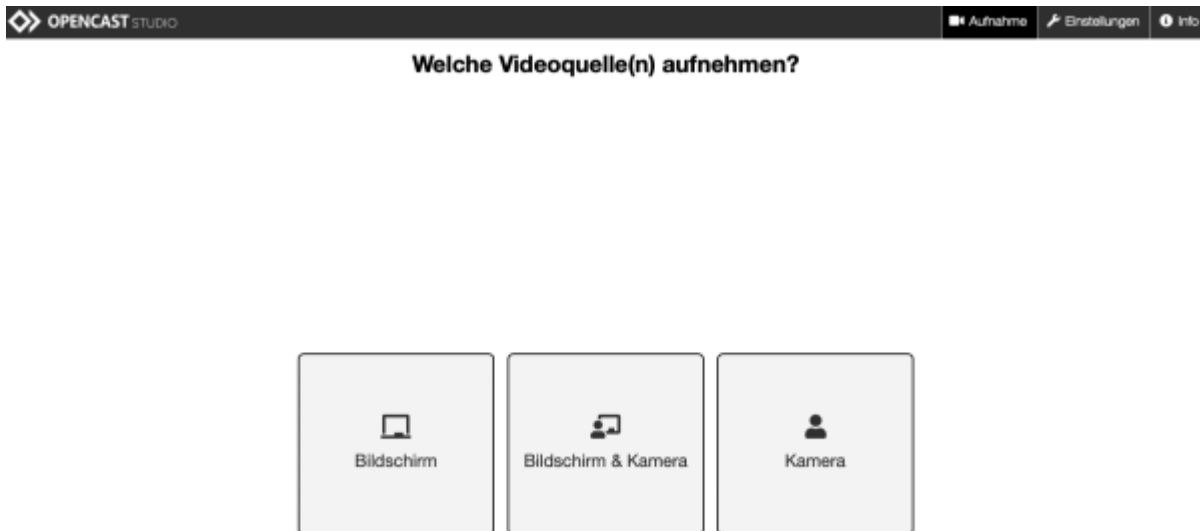 OPENCAST STUDIO Aufnahme Einstellungen Info
Welche Videoquelle(n) aufnehmen?
Bildschirm Bildschirm & Kamera Kamera